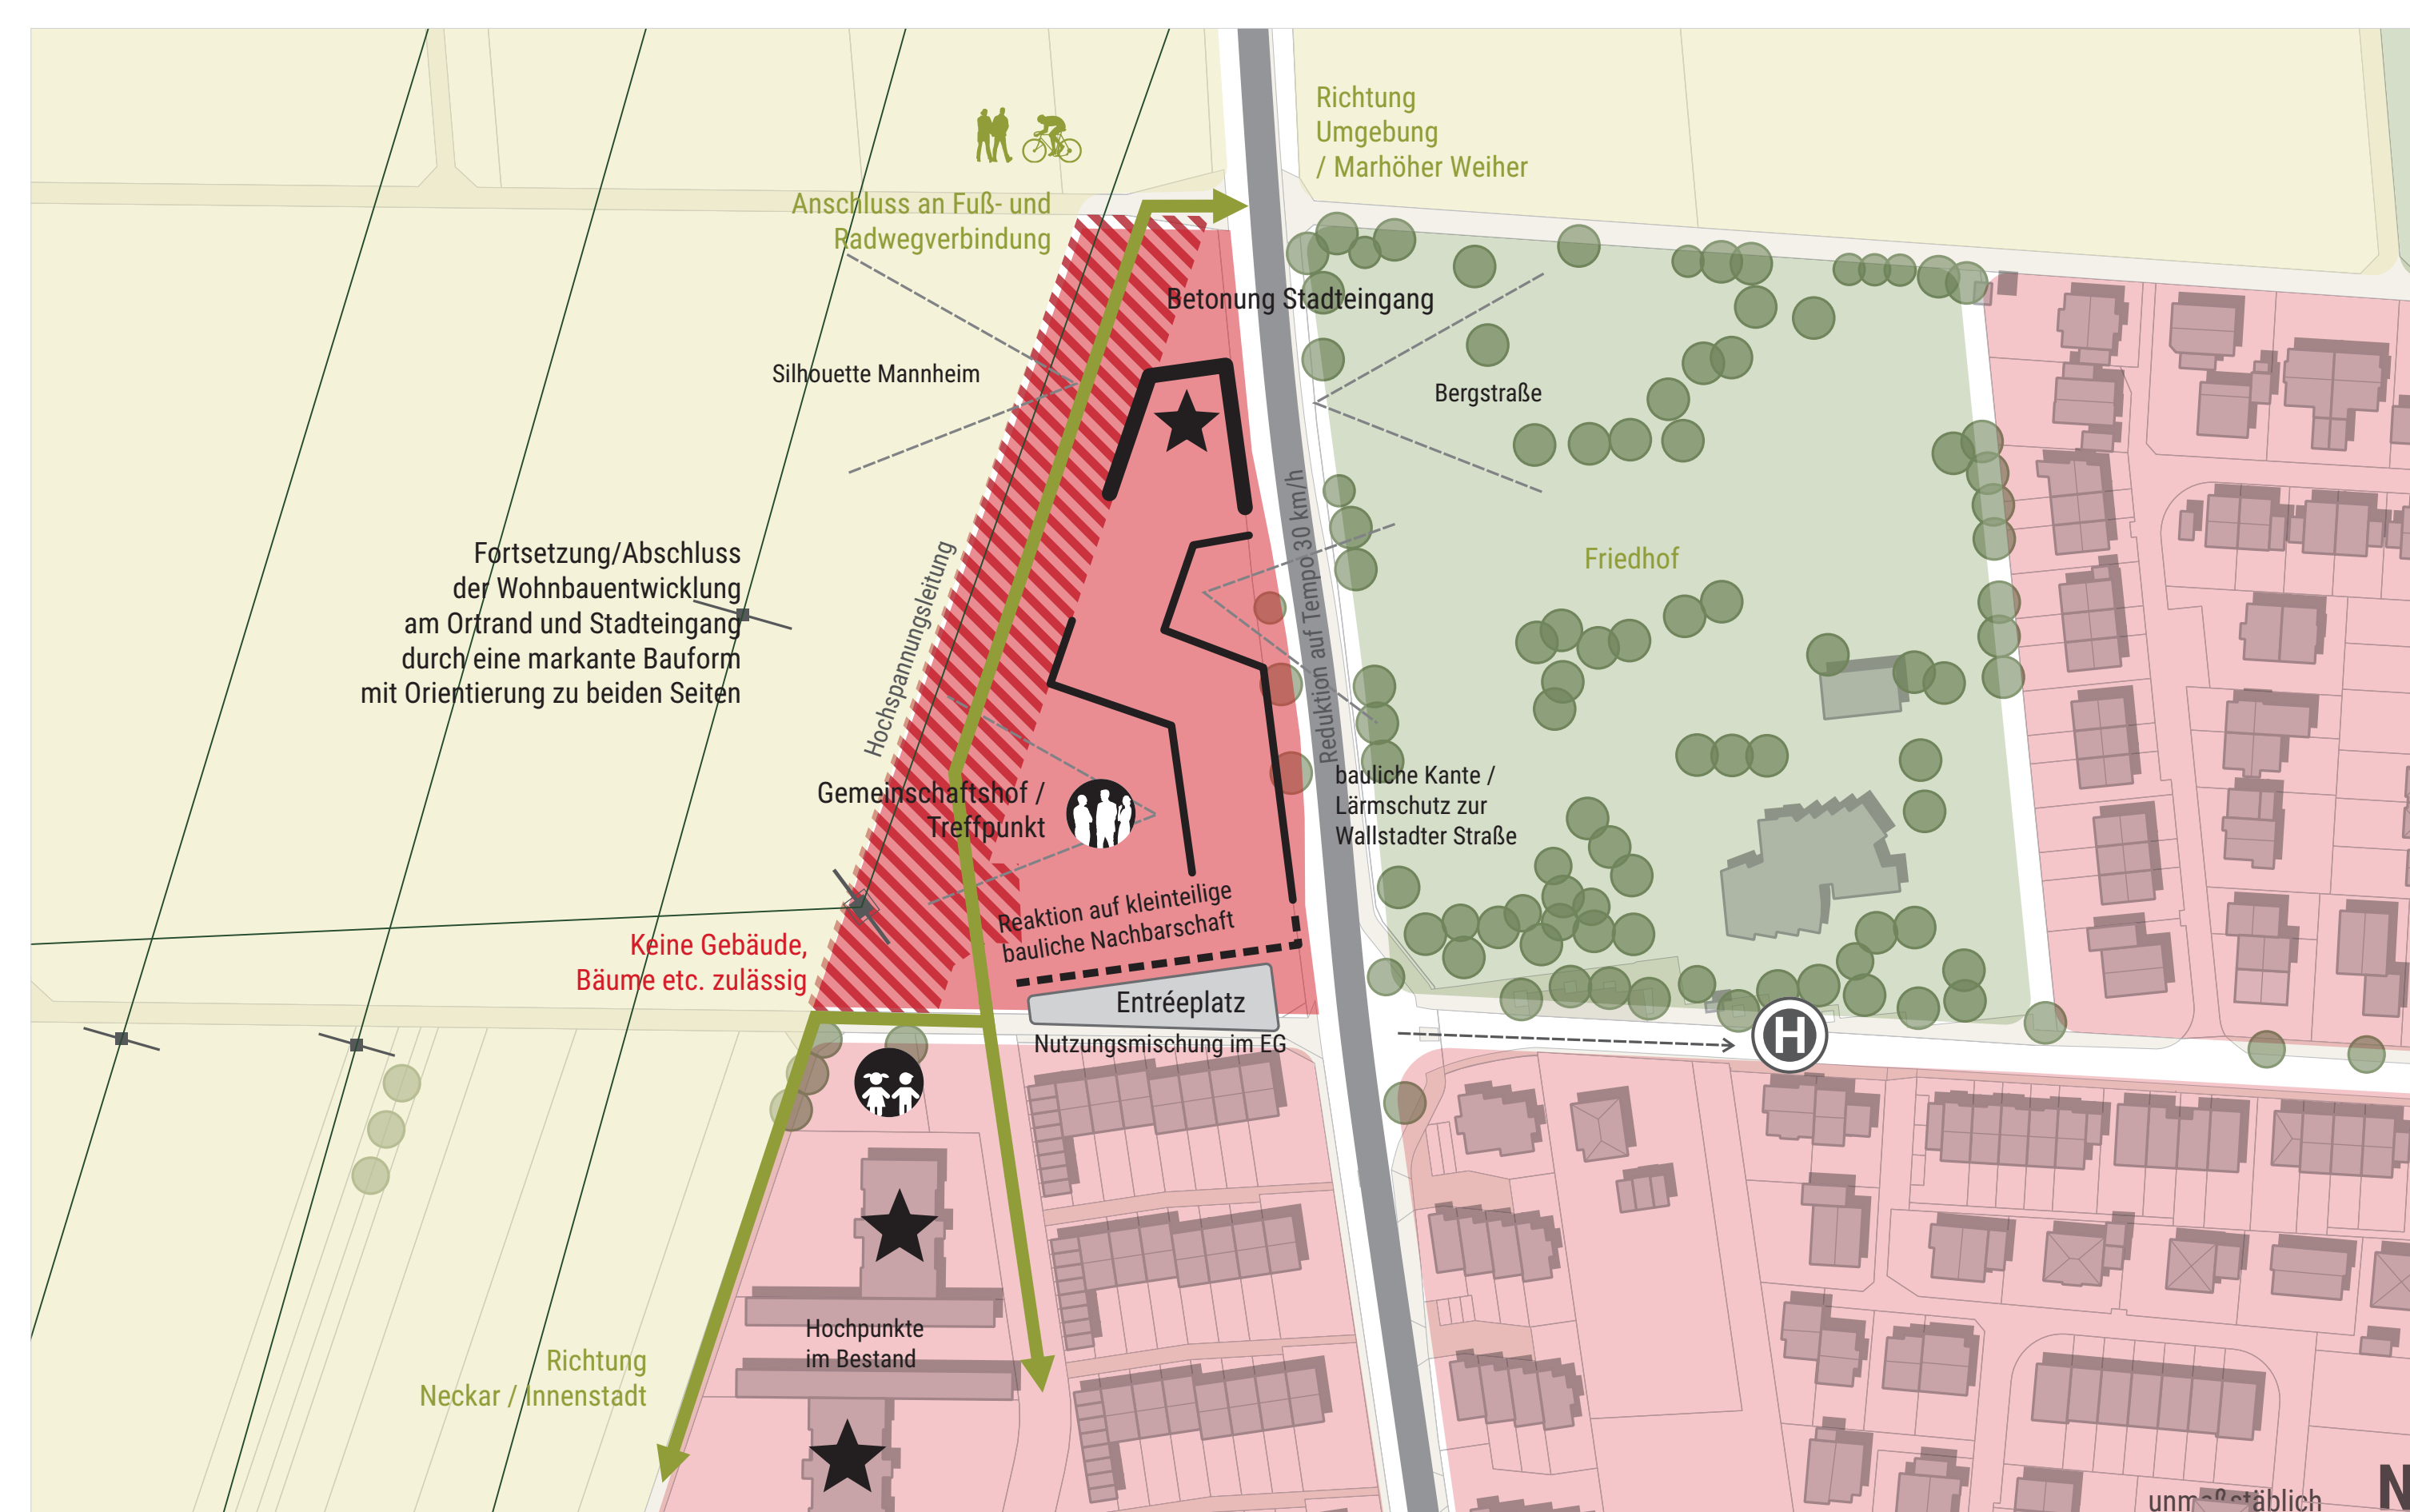 Richtung
Umgebung
/ Marhöher Weiher
Anschluss an Fuß- und
Radwegverbindung
Betonung Stadteingang
Silhouette Mannheim
Bergstraße
Fortsetzung/Abschluss
der Wohnbauentwicklung
am Ortrand und Stadteingang
durch eine markante Bauform
mit Orientierung zu beiden Seiten
Hochspannungsleitung
Reduktion auf Tempo 30 km/h
Friedhof
Gemeinschaftshof /
Treffpunkt
bauliche Kante /
Lärmschutz zur
Wallstadter Straße
Reaktion auf kleinteilige
bauliche Nachbarschaft
Keine Gebäude,
Bäume etc. zulässig
Entréeplatz
Nutzungsmischung im EG
H
Hochpunkte
im Bestand
Richtung
Neckar / Innenstadt
unmaßstäblich
N